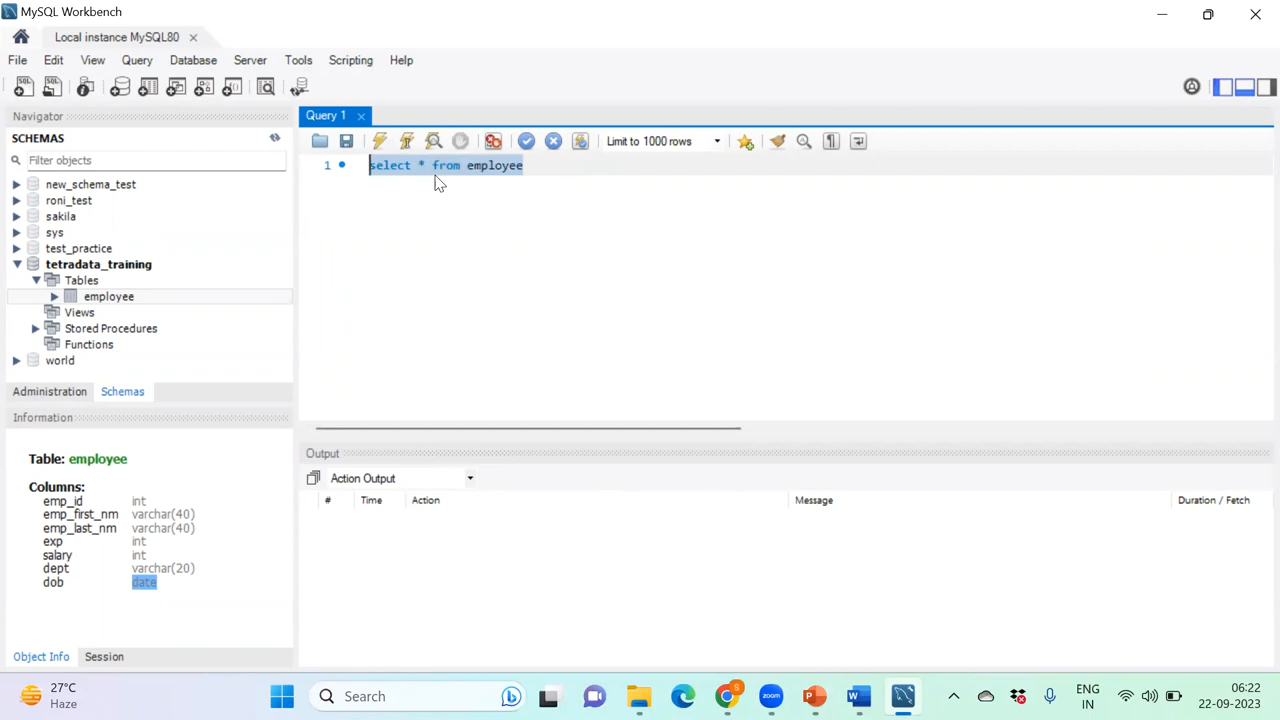 MySQL Workbench
Local instance MySQL80
File Edit View Query Database Server Tools Scripting Help
Navigator
SCHEMAS
Filter objects
new_schema_test
roni_test
sakila
sys
test_practice
tetradata_training
Tables
employee
Views
Stored Procedures
Functions
world
Administration Schemas
Information
Table: employee
Columns:
emp_id int
emp_first_nm varchar(40)
emp_last_nm varchar(40)
exp int
salary int
dept varchar(20)
dob date
Object Info Session
Query 1
Limit to 1000 rows
1 select * from employee
Output
Action Output
# Time Action Message Duration / Fetch
27°C
Haze
Search
zoom
ENG
IN
06:22
22-09-2023